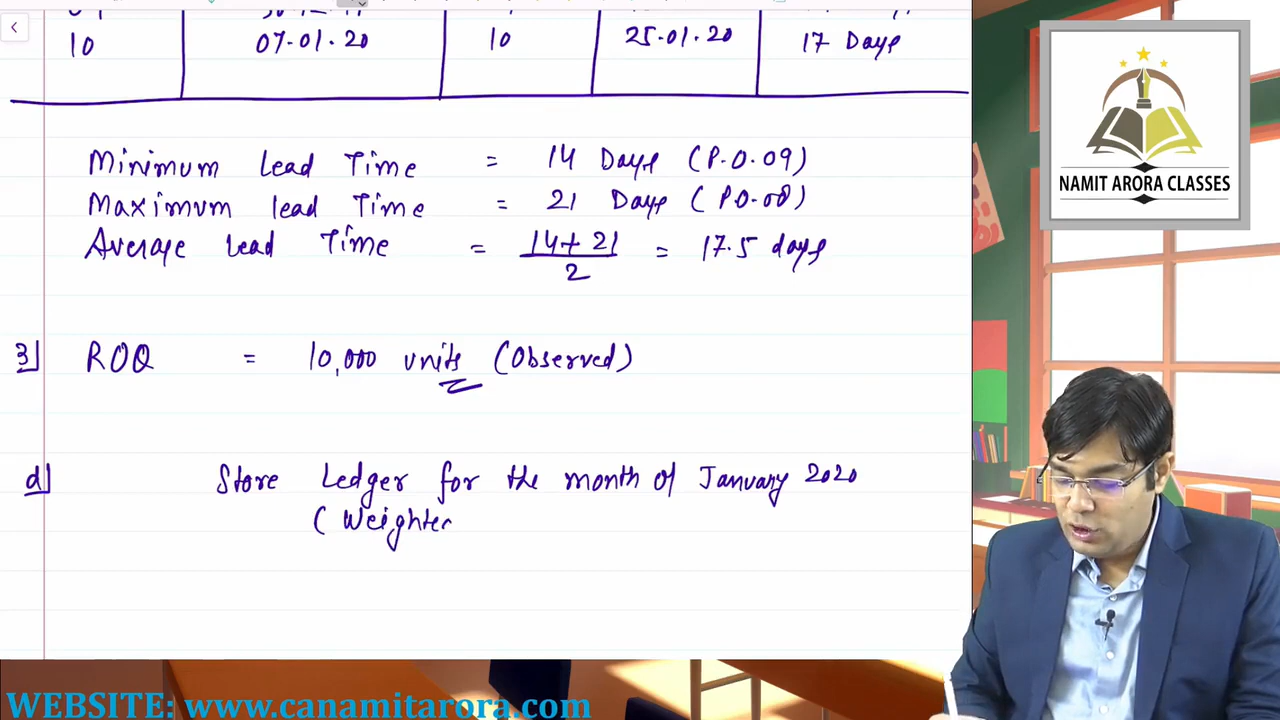 10 07.01.20 10 25.01.20 17 Days
Minimum Lead Time = 14 Days (P.O.09)
Maximum lead Time = 21 Days (PO.08)
Average Lead Time = 14+21 / 2 = 17.5 days
3] ROQ = 10,000 units (Observed)
d] Store Ledger for the month of January 2020
( Weighter
NAMIT ARORA CLASSES
WEBSITE: www.canamitarora.com